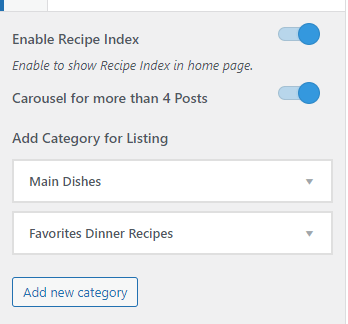 Enable Recipe Index
Enable to show Recipe Index in home page.
Carousel for more than 4 Posts
Add Category for Listing
Main Dishes
Favorites Dinner Recipes
Add new category